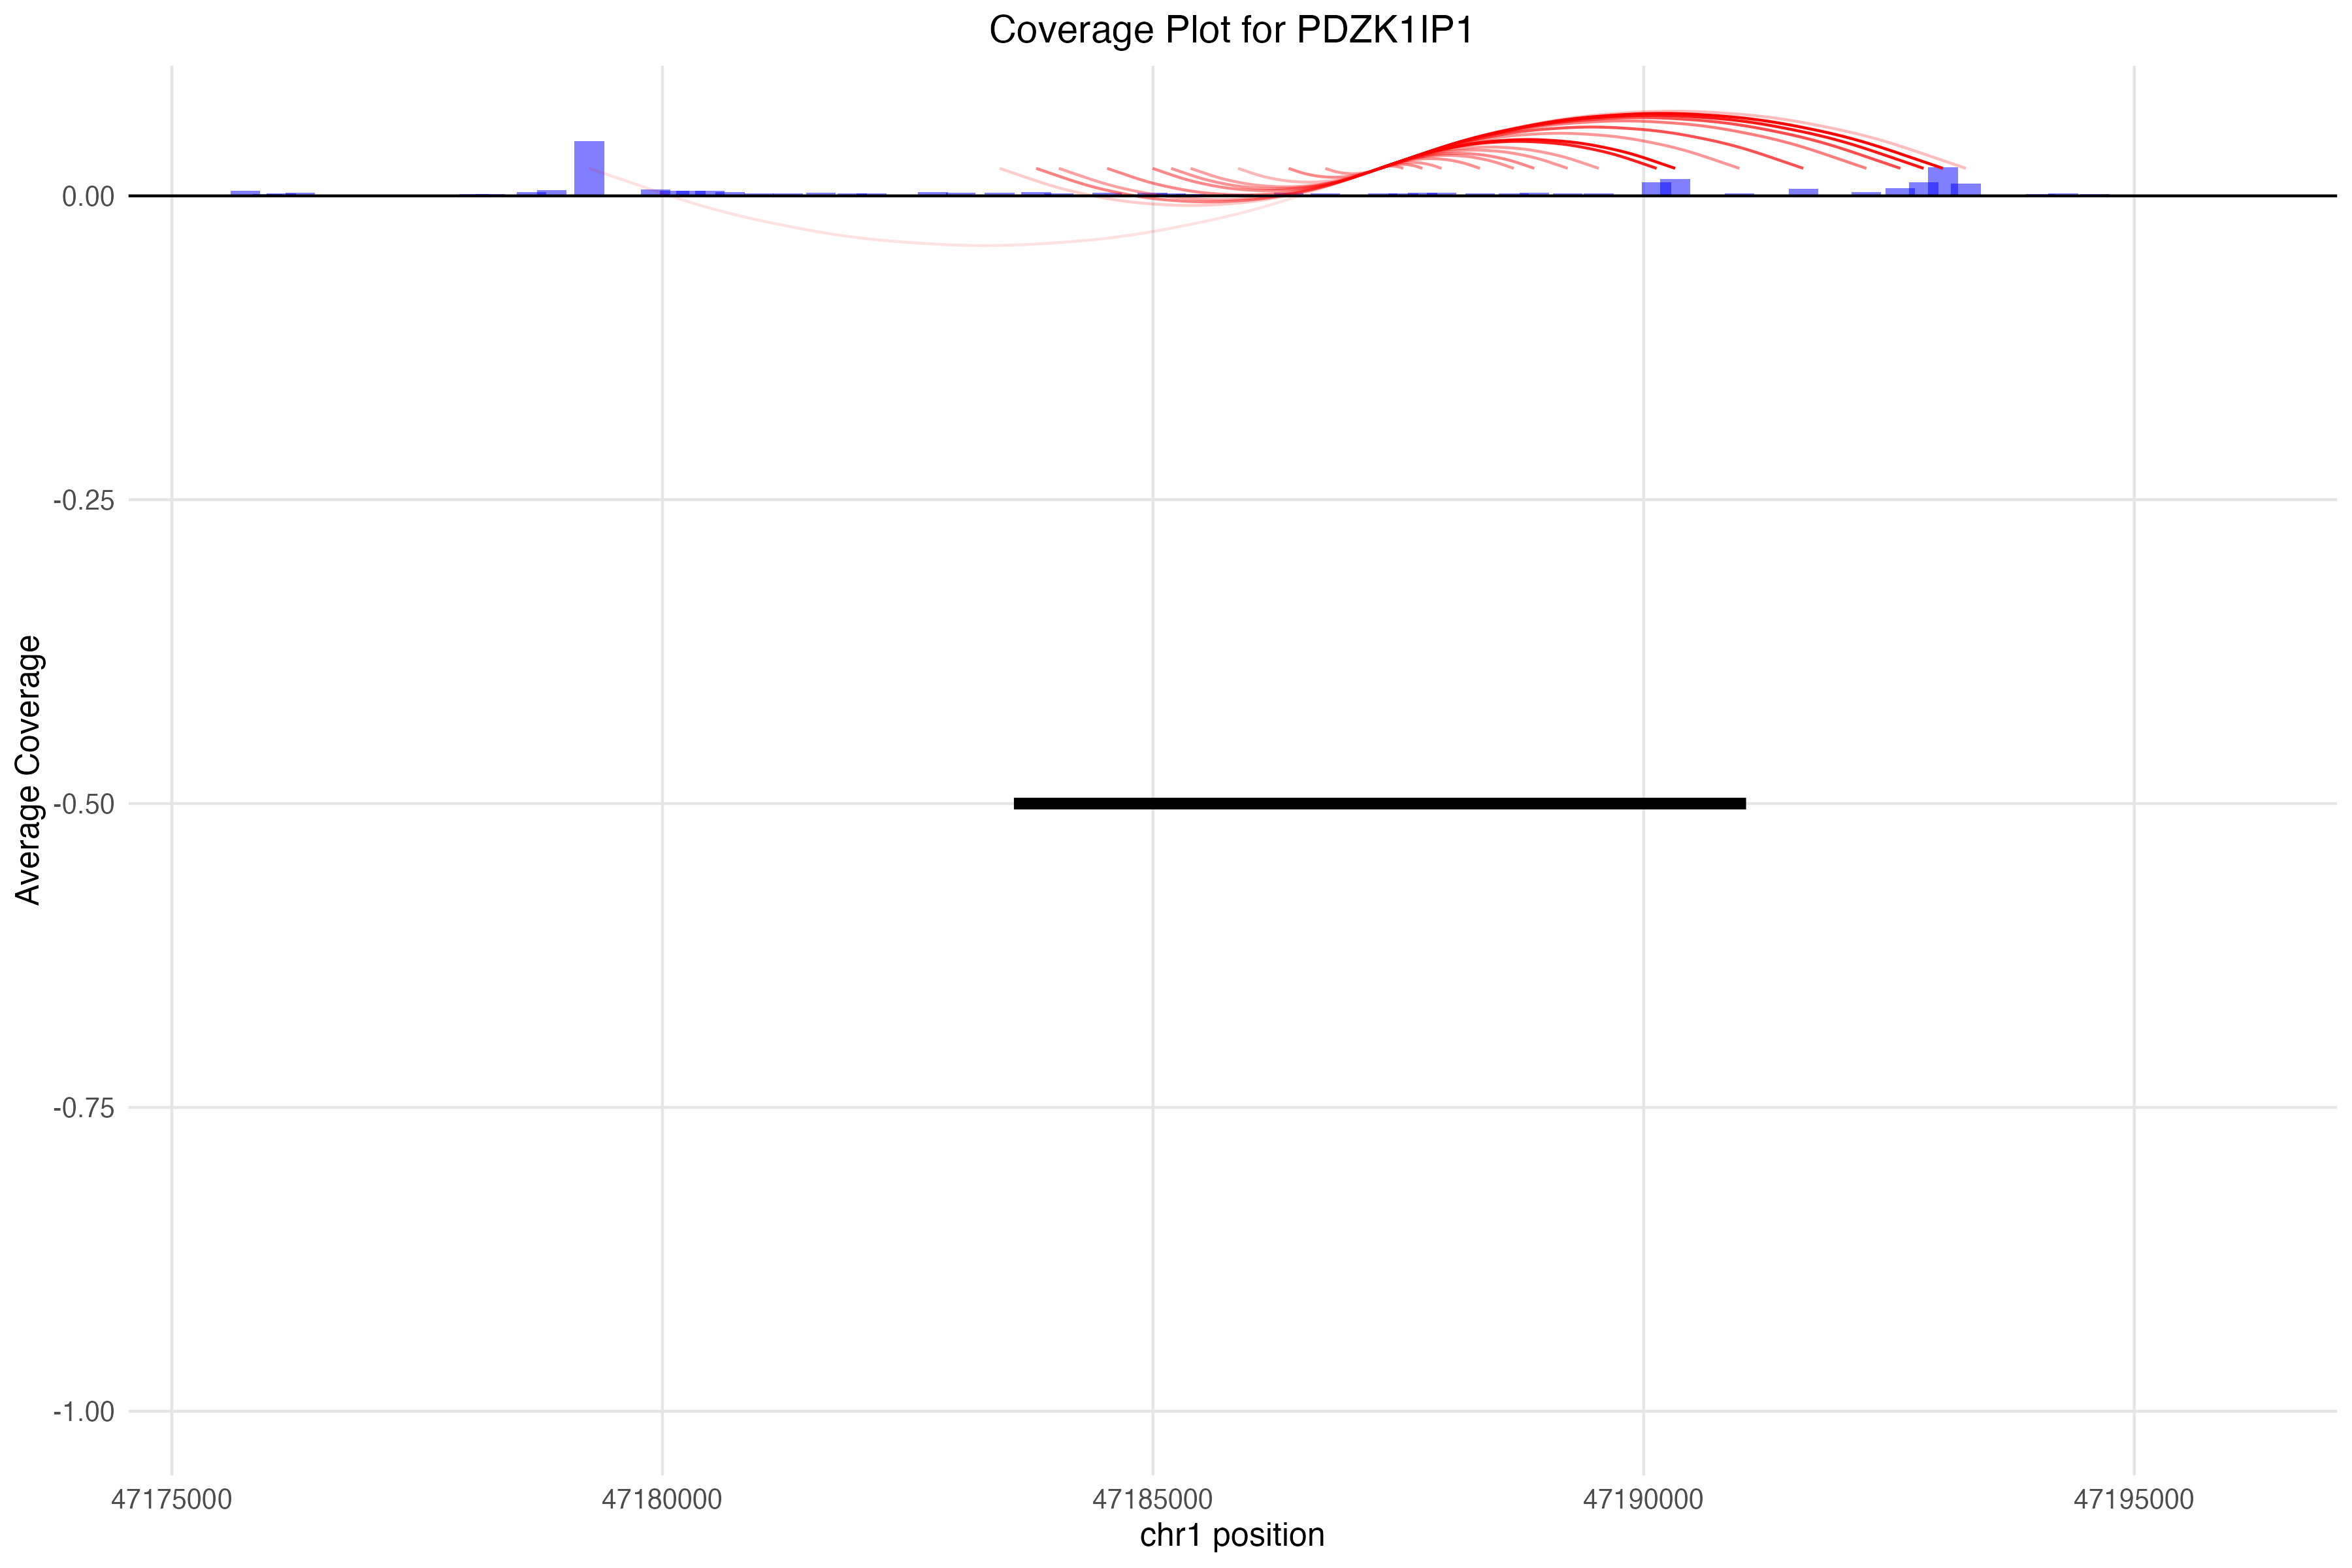 Coverage Plot for PDZK1IP1
0.00
-0.25
-0.50
-0.75
-1.00
Average Coverage
47175000 47180000 47185000 47190000 47195000
chr1 position